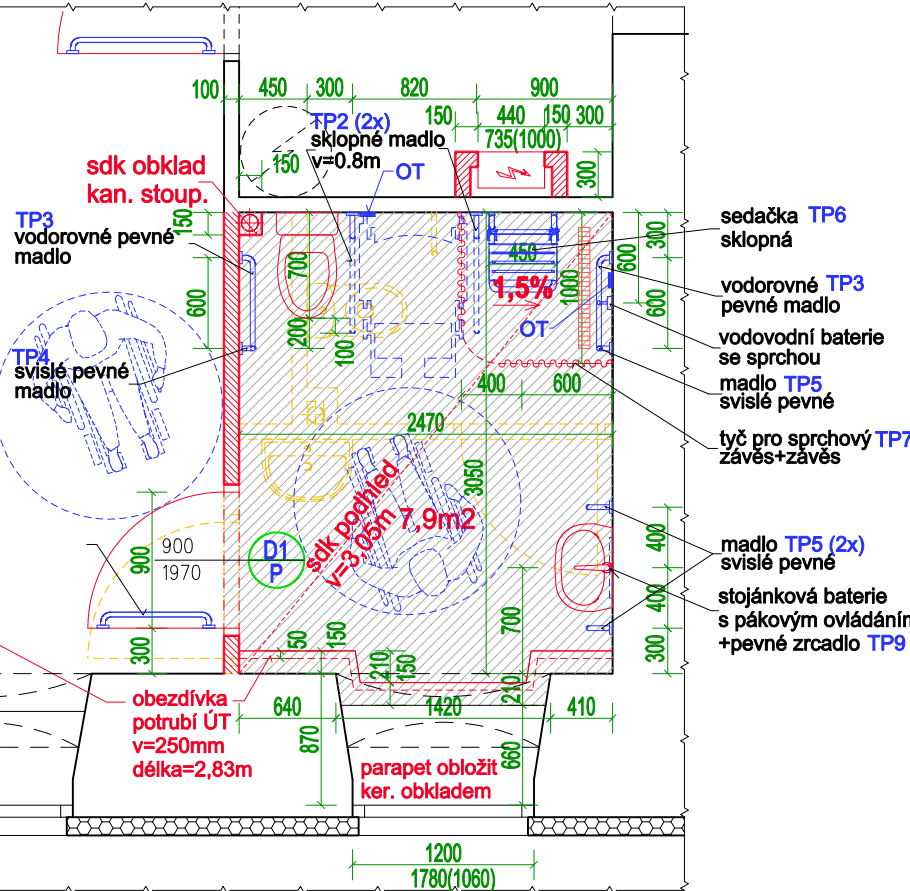 100
450
300
820
900
150
440
150
300
735(1000)
300
TP2 (2x)
sklopné madlo
v=0.8m
150
OT
sdk obklad
kan. stoup.
150
TP3
vodorovné pevné
madlo
600
TP4
svislé pevné
madlo
700
200
100
450
1,5%
1000
OT
600
300
600
sedačka TP6
sklopná
vodorovné TP3
pevné madlo
vodovodní baterie
se sprchou
madlo TP5
svislé pevné
tyč pro sprchový TP7
závěs+závěs
400
600
2470
3050
sdk podhled
v=3,05m
7,9m2
900
900
1970
D1
P
300
700
400
400
300
madlo TP5 (2x)
svislé pevné
stojánková baterie
s pákovým ovládáním
+pevné zrcadlo TP9
50
150
210
150
210
obezdívka
potrubí ÚT
v=250mm
délka=2,83m
640
1420
410
870
660
parapet obložit
ker. obkladem
1200
1780(1060)